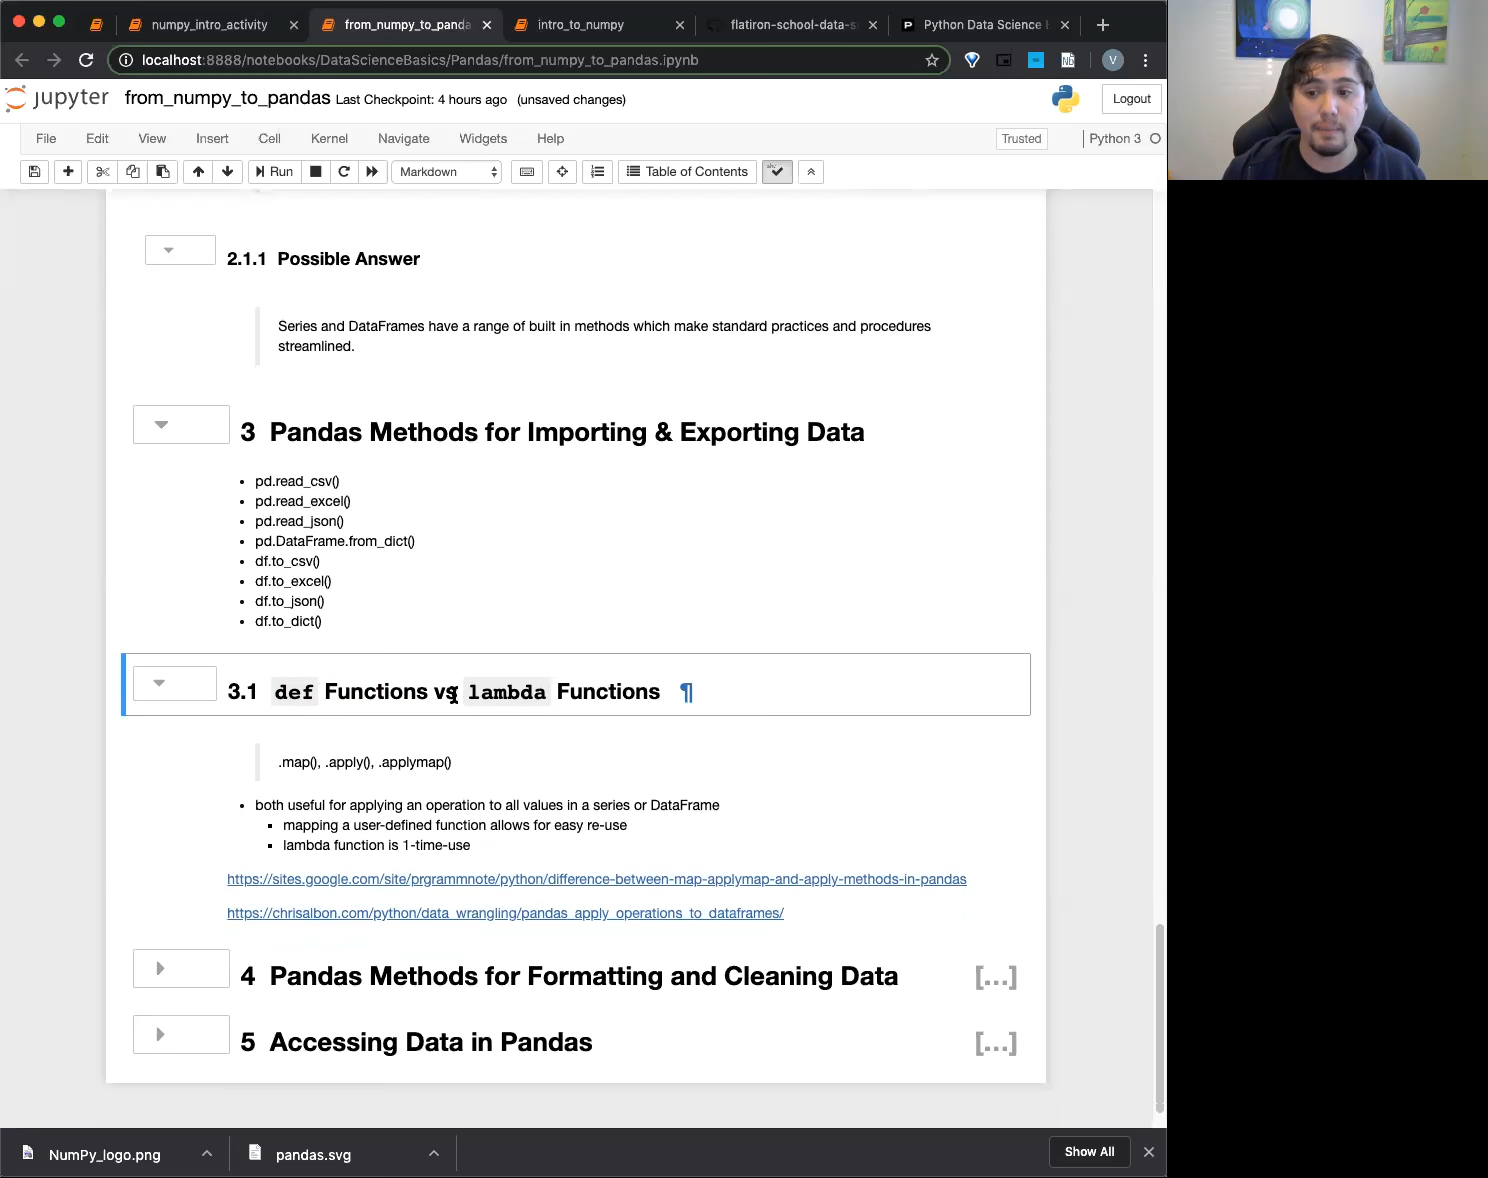 numpy_intro_activity
from_numpy_to_panda
intro_to_numpy
flatiron-school-data-s
Python Data Science
localhost:8888/notebooks/DataScienceBasics/Pandas/from_numpy_to_pandas.ipynb
V
jupyter from_numpy_to_pandas Last Checkpoint: 4 hours ago (unsaved changes)
Logout
File Edit View Insert Cell Kernel Navigate Widgets Help
Trusted
Python 3
Run
Markdown
Table of Contents
2.1.1 Possible Answer
Series and DataFrames have a range of built in methods which make standard practices and procedures
streamlined.
3 Pandas Methods for Importing & Exporting Data
• pd.read_csv()
• pd.read_excel()
• pd.read_json()
• pd.DataFrame.from_dict()
• df.to_csv()
• df.to_excel()
• df.to_json()
• df.to_dict()
3.1 def Functions vs lambda Functions ¶
.map(), .apply(), .applymap()
• both useful for applying an operation to all values in a series or DataFrame
▪ mapping a user-defined function allows for easy re-use
▪ lambda function is 1-time-use
https://sites.google.com/site/prgrammnote/python/difference-between-map-applymap-and-apply-methods-in-pandas
https://chrisalbon.com/python/data_wrangling/pandas_apply_operations_to_dataframes/
4 Pandas Methods for Formatting and Cleaning Data [...]
5 Accessing Data in Pandas [...]
NumPy_logo.png
pandas.svg
Show All